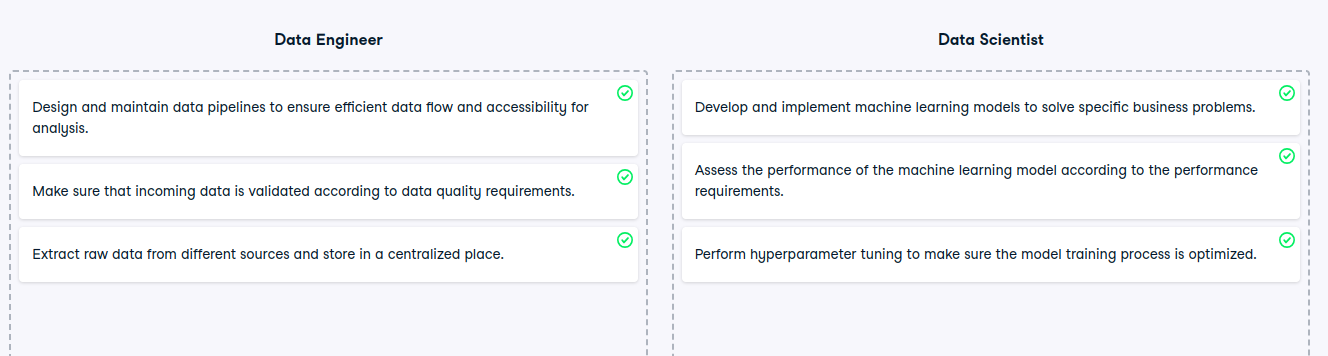 Data Engineer
Design and maintain data pipelines to ensure efficient data flow and accessibility for
analysis.
Make sure that incoming data is validated according to data quality requirements.
Extract raw data from different sources and store in a centralized place.
Data Scientist
Develop and implement machine learning models to solve specific business problems.
Assess the performance of the machine learning model according to the performance
requirements.
Perform hyperparameter tuning to make sure the model training process is optimized.